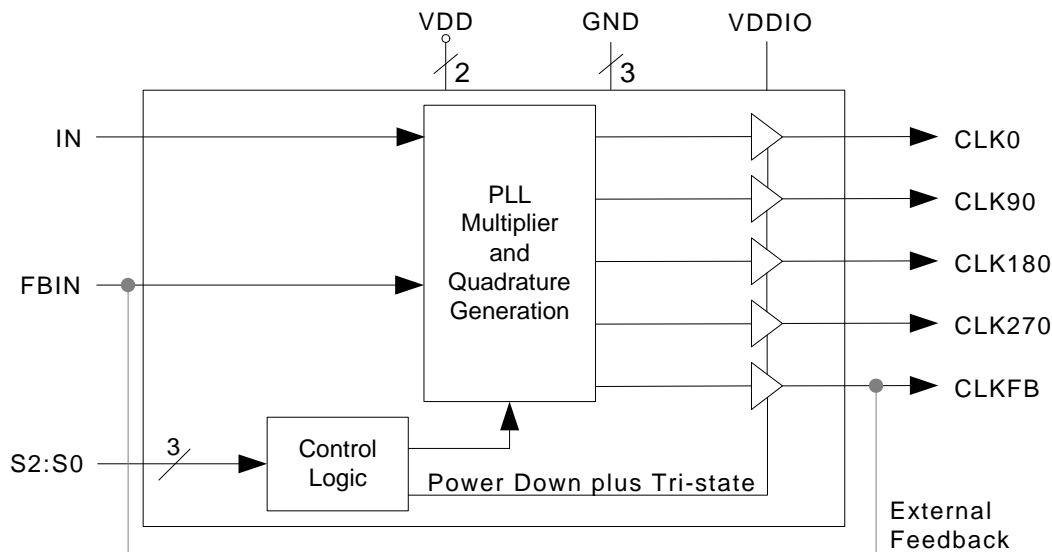 VDD
GND
VDDIO
2
3
IN
CLK0
PLL
Multiplier
and
Quadrature
Generation
CLK90
CLK180
FBIN
CLK270
CLKFB
3
S2:S0
Control
Logic
Power Down plus Tri-state
External
Feedback